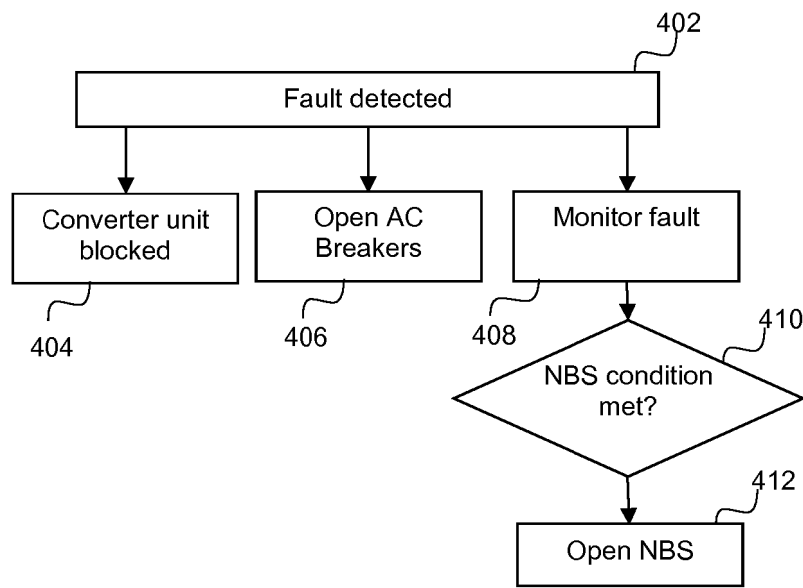 402
Fault detected
Converter unit
blocked
Open AC
Breakers
Monitor fault
404
406
408
410
NBS condition
met?
412
Open NBS